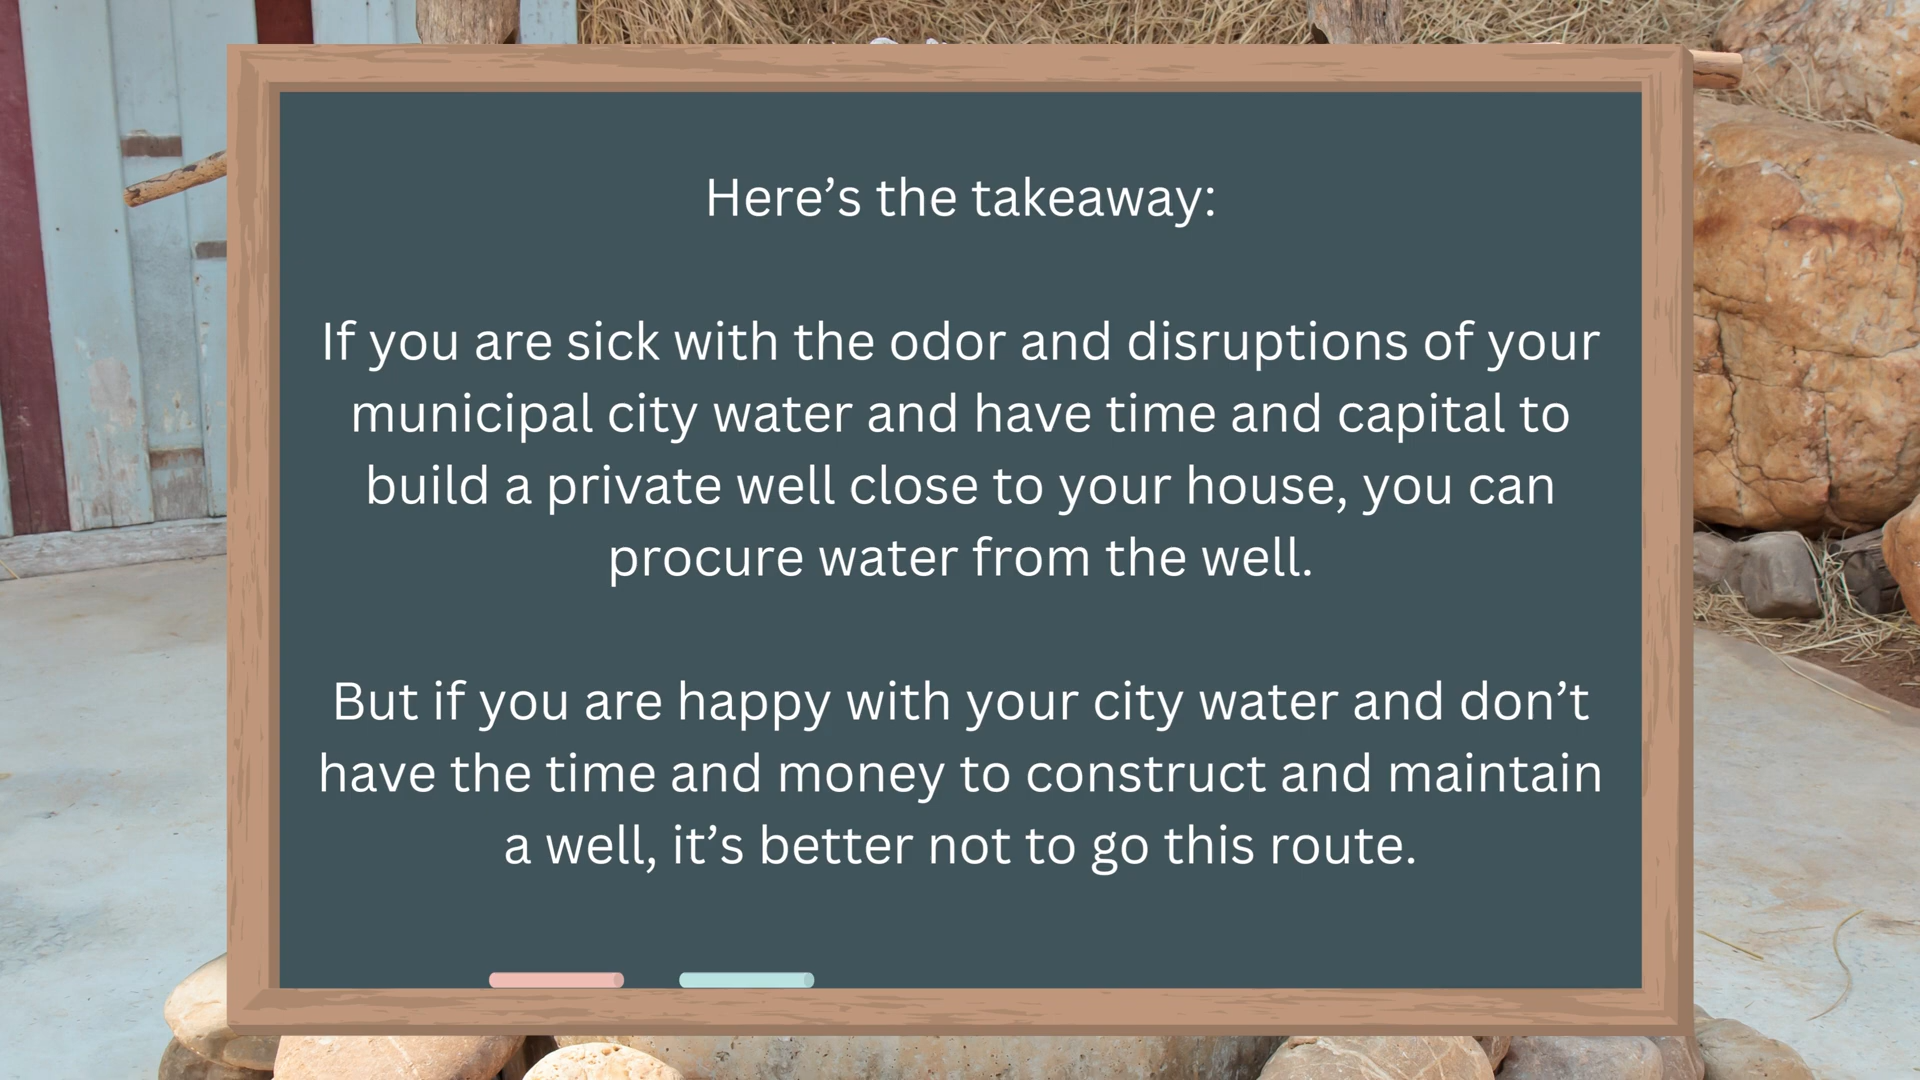 Here’s the takeaway:
If you are sick with the odor and disruptions of your
municipal city water and have time and capital to
build a private well close to your house, you can
procure water from the well.
But if you are happy with your city water and don’t
have the time and money to construct and maintain
a well, it’s better not to go this route.